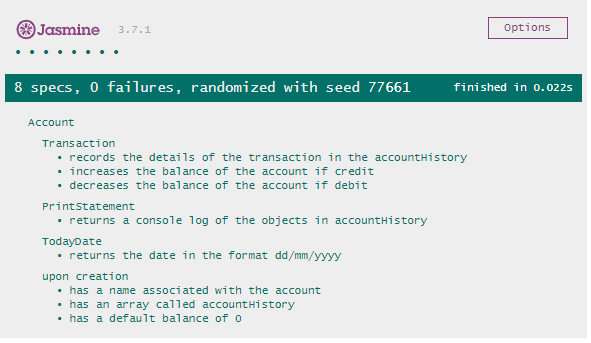 Jasmine 3.7.1 Options
• • • • • • • •
8 specs, 0 failures, randomized with seed 77661 finished in 0.022s
Account
Transaction
• records the details of the transaction in the accountHistory
• increases the balance of the account if credit
• decreases the balance of the account if debit
PrintStatement
• returns a console log of the objects in accountHistory
TodayDate
• returns the date in the format dd/mm/yyyy
upon creation
• has a name associated with the account
• has an array called accountHistory
• has a default balance of 0